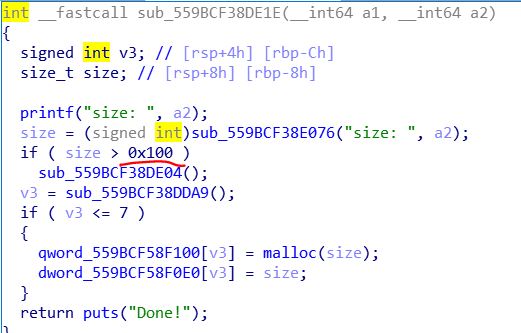 int __fastcall sub_559BCF38DE1E(__int64 a1, __int64 a2)
{
signed int v3; // [rsp+4h] [rbp-Ch]
size_t size; // [rsp+8h] [rbp-8h]
printf("size: ", a2);
size = (signed int)sub_559BCF38E076("size: ", a2);
if ( size > 0x100 )
sub_559BCF38DE04();
v3 = sub_559BCF38DDA9();
if ( v3 <= 7 )
{
qword_559BCF58F100[v3] = malloc(size);
dword_559BCF58F0E0[v3] = size;
}
return puts("Done!");
}